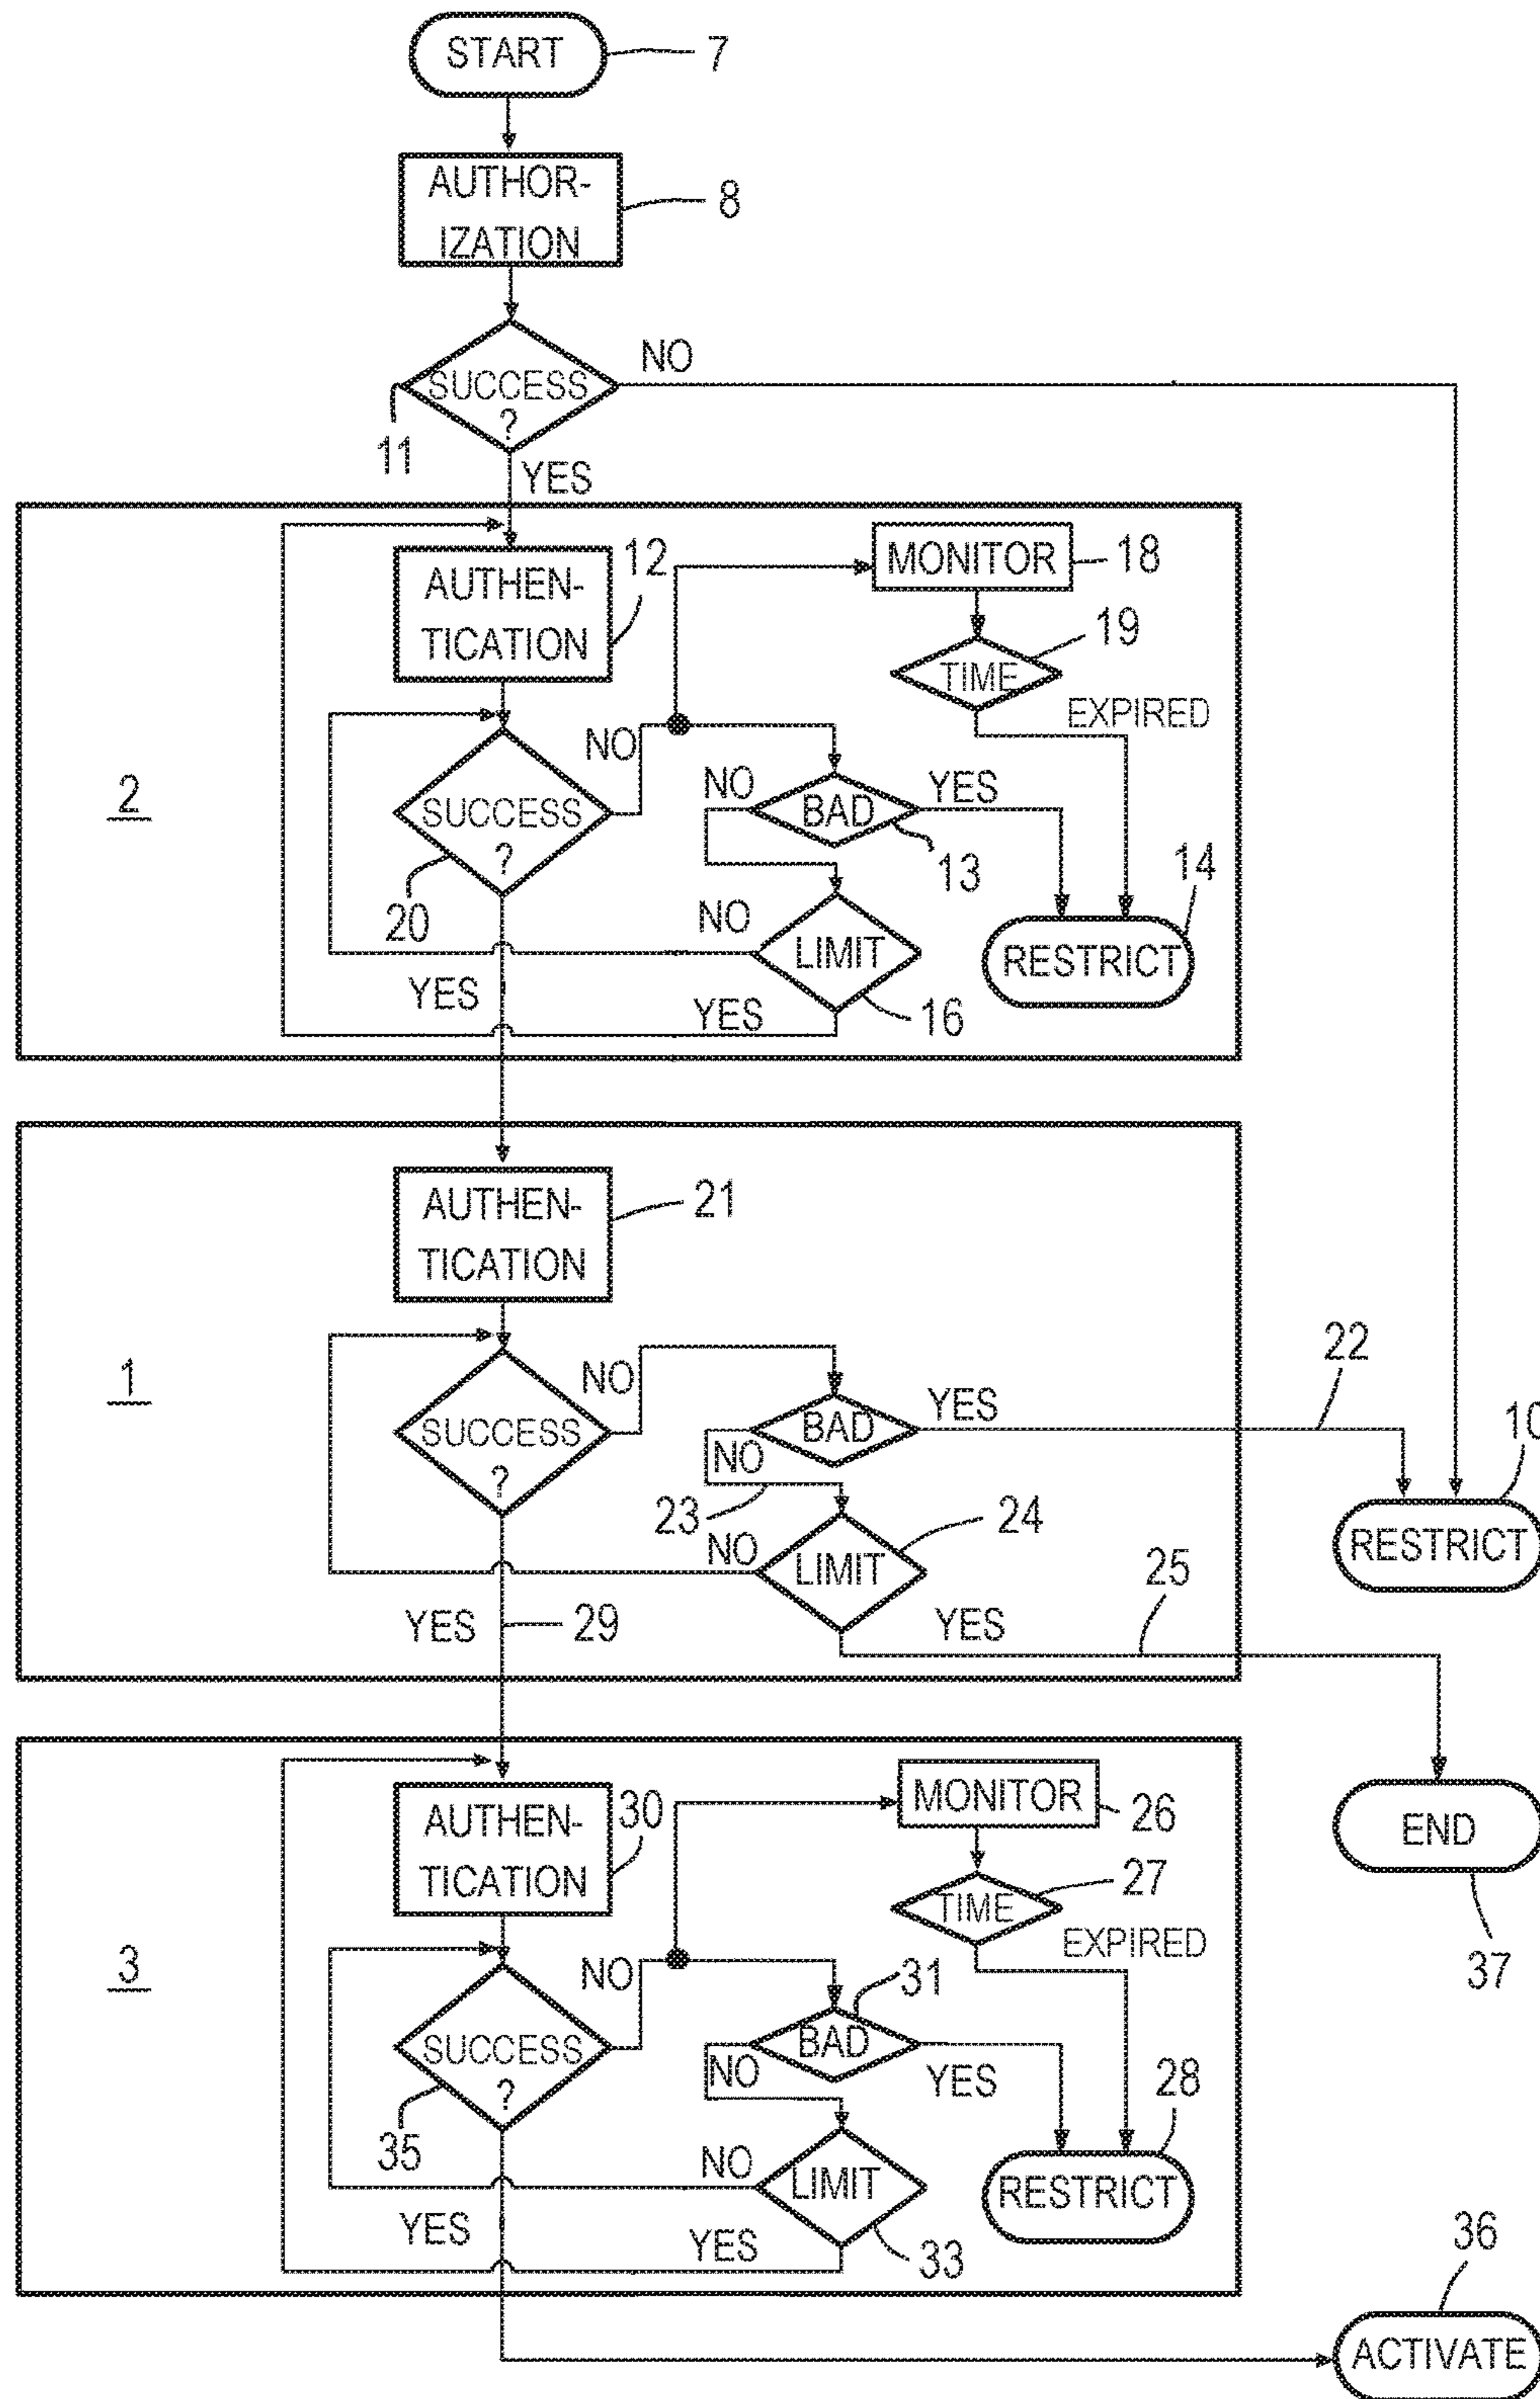 START
7
AUTHOR-
IZATION
8
SUCCESS
?
NO
11
YES
AUTHEN-
TICATION
12
MONITOR
18
TIME
19
EXPIRED
2
SUCCESS
?
NO
20
NO
BAD
YES
13
14
RESTRICT
NO
LIMIT
16
YES
YES
AUTHEN-
TICATION
21
1
SUCCESS
?
NO
BAD
YES
22
10
NO
23
NO
LIMIT
24
RESTRICT
25
YES
29
YES
AUTHEN-
TICATION
30
MONITOR
26
TIME
27
EXPIRED
END
37
3
SUCCESS
?
NO
35
31
BAD
NO
YES
28
RESTRICT
NO
LIMIT
33
YES
YES
36
ACTIVATE